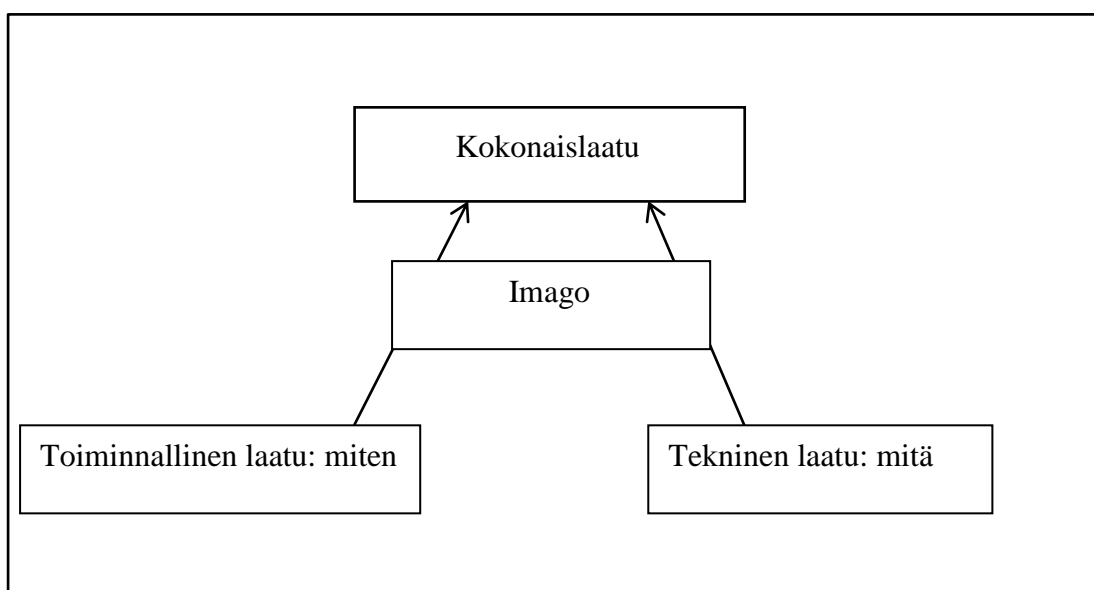 Kokonaislaatu
Imago
Toiminnallinen laatu: miten
Tekninen laatu: mitä